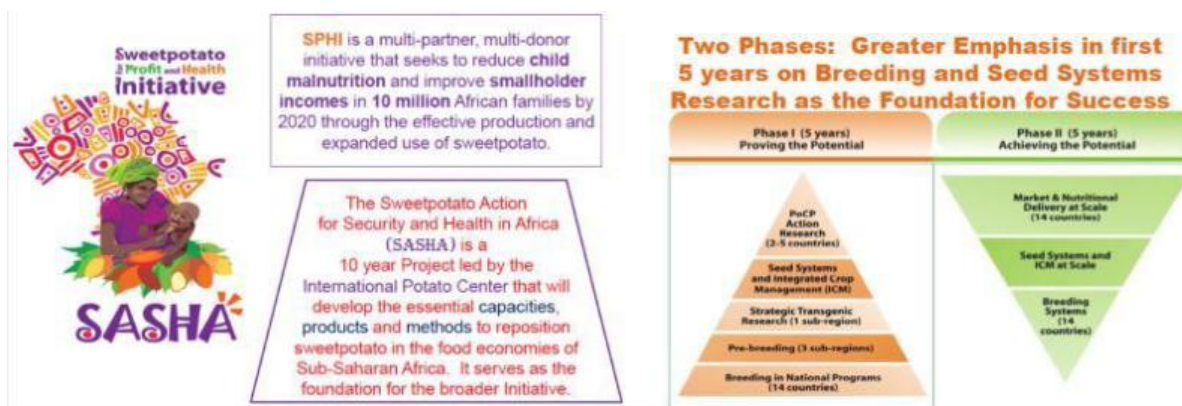 Sweetpotato
for Profit and Health
Initiative
SASHA
SPHI is a multi-partner, multi-donor
initiative that seeks to reduce child
malnutrition and improve smallholder
incomes in 10 million African families by
2020 through the effective production and
expanded use of sweetpotato.
The Sweetpotato Action
for Security and Health in Africa
(SASHA) is a
10 year Project led by the
International Potato Center that will
develop the essential capacities,
products and methods to reposition
sweetpotato in the food economies of
Sub-Saharan Africa. It serves as the
foundation for the broader Initiative.
Two Phases: Greater Emphasis in first
5 years on Breeding and Seed Systems
Research as the Foundation for Success
Phase I (5 years)
Proving the Potential
PoCP
Action
Research
(2-5 countries)
Seed Systems
and Integrated Crop
Management (ICM)
Strategic Transgenic
Research (1 sub-region)
Pre-breeding (3 sub-regions)
Breeding in National Programs
(14 countries)
Phase II (5 years)
Achieving the Potential
Market & Nutritional
Delivery at Scale
(14 countries)
Seed Systems and
ICM at Scale
Breeding
Systems
(14
countries)